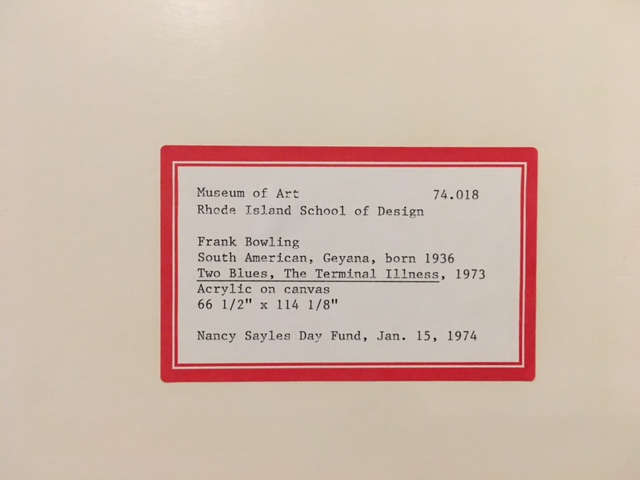 Museum of Art 74.018
Rhode Island School of Design
Frank Bowling
South American, Geyana, born 1936
Two Blues, The Terminal Illness, 1973
Acrylic on canvas
66 1/2" x 114 1/8"
Nancy Sayles Day Fund, Jan. 15, 1974